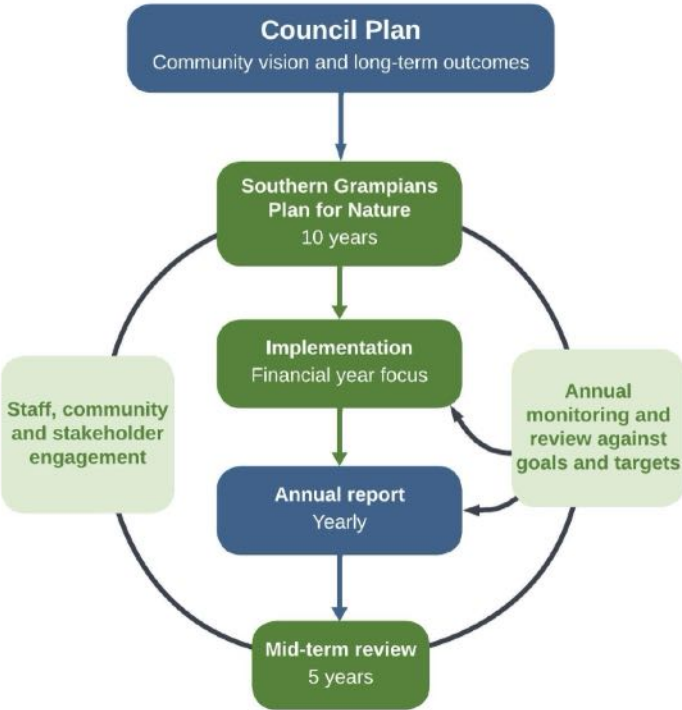 Council Plan
Community vision and long-term outcomes
Southern Grampians
Plan for Nature
10 years
Implementation
Financial year focus
Staff, community
and stakeholder
engagement
Annual
monitoring and
review against
goals and targets
Annual report
Yearly
Mid-term review
5 years